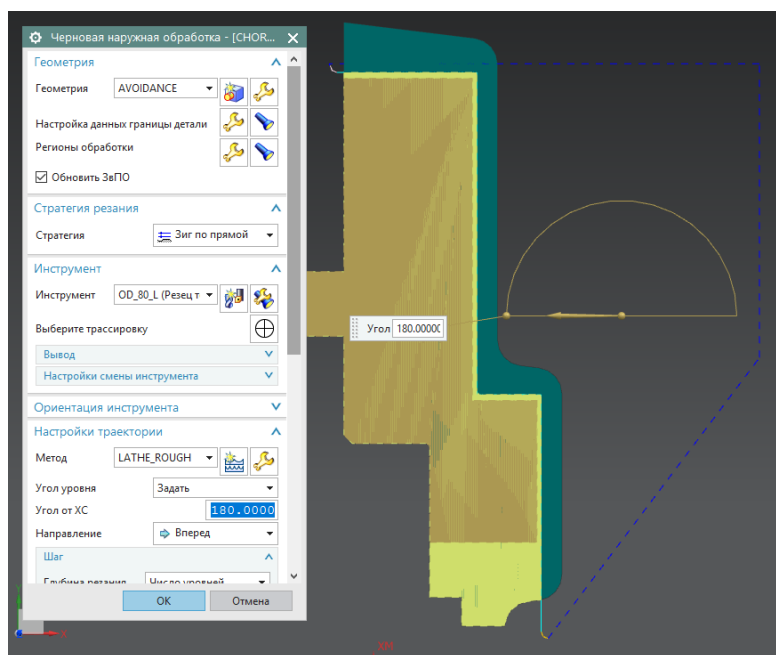 Черновая наружная обработка - [CHOR...
Геометрия
Геометрия AVOIDANCE
Настройка данных границы детали
Регионы обработки
Обновить ЗвПО
Стратегия резания
Стратегия Зиг по прямой
Инструмент
Инструмент OD_80_L (Резец т
Выберите трассировку
Вывод
Настройки смены инструмента
Ориентация инструмента
Настройки траектории
Метод LATHE_ROUGH
Угол уровня Задать
Угол от XC 180.0000
Направление Вперед
Шаг
Глубина резания Число уровней
OK Отмена
Угол 180.0000(